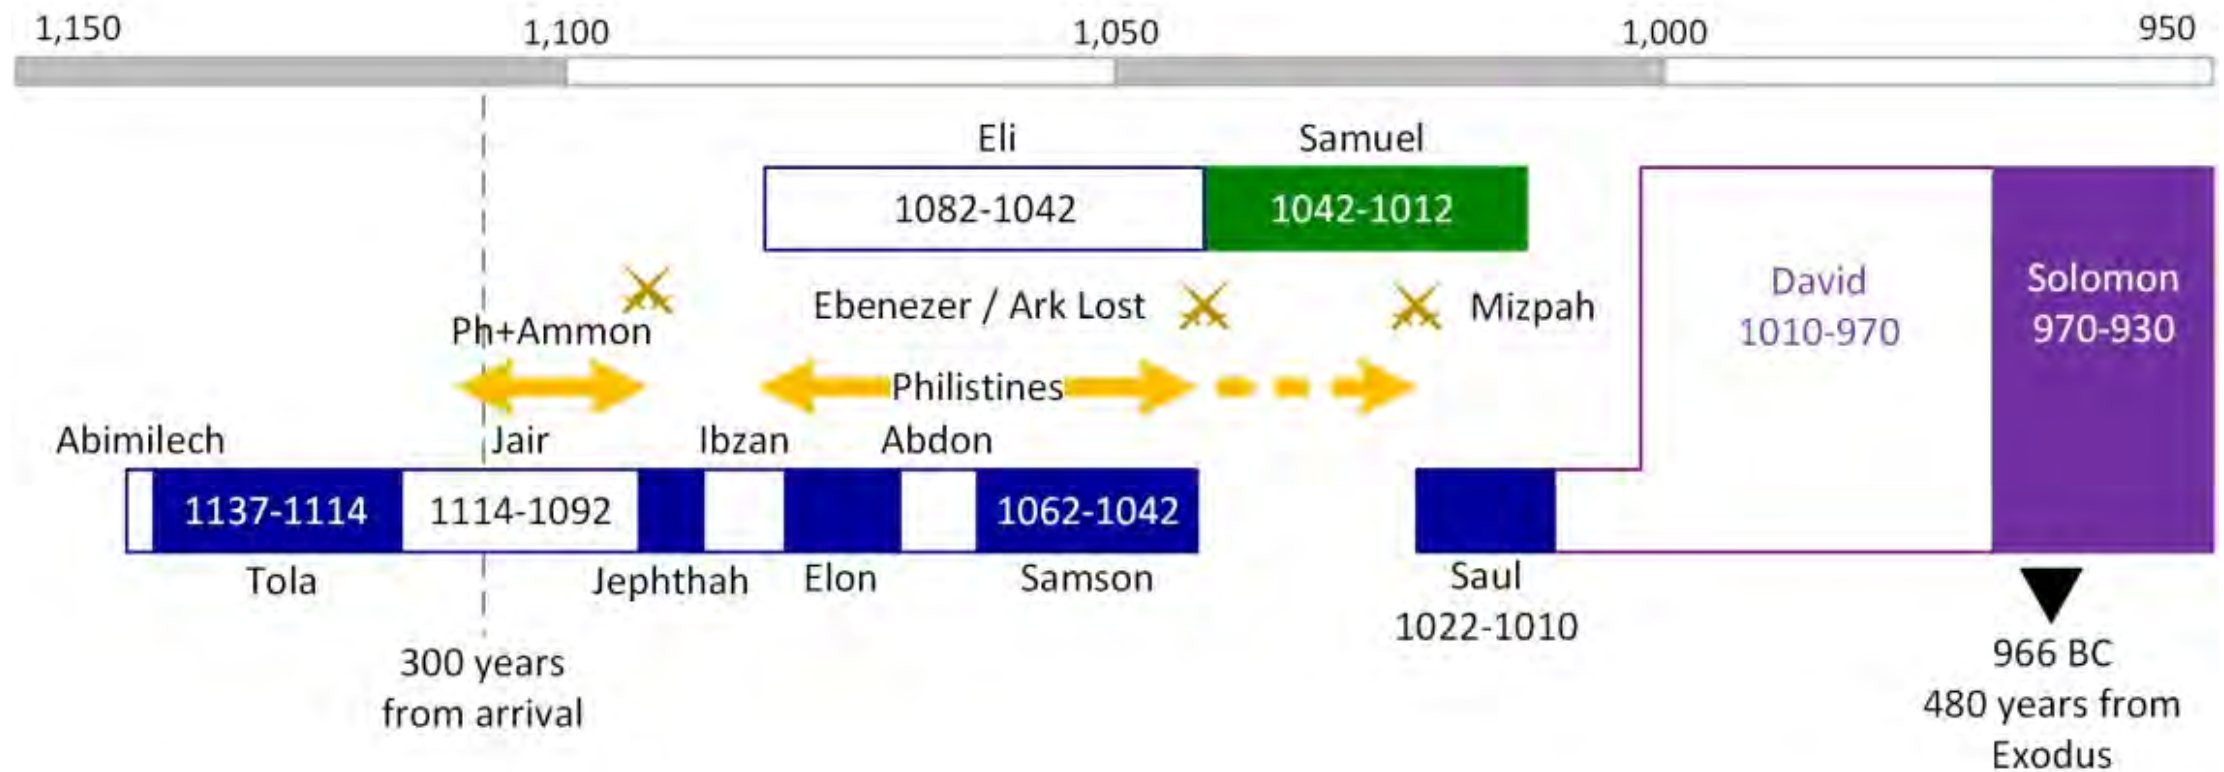 1,150 1,100 1,050 1,000 950
Eli Samuel
1082-1042 1042-1012
Ebenezer / Ark Lost Mizpah
Ph+Ammon
David
1010-970
Solomon
970-930
Philistines
Abimilech Jair Ibzan Abdon
1137-1114 1114-1092 1062-1042
Tola Jephthah Elon Samson Saul
1022-1010
300 years
from arrival
966 BC
480 years from
Exodus